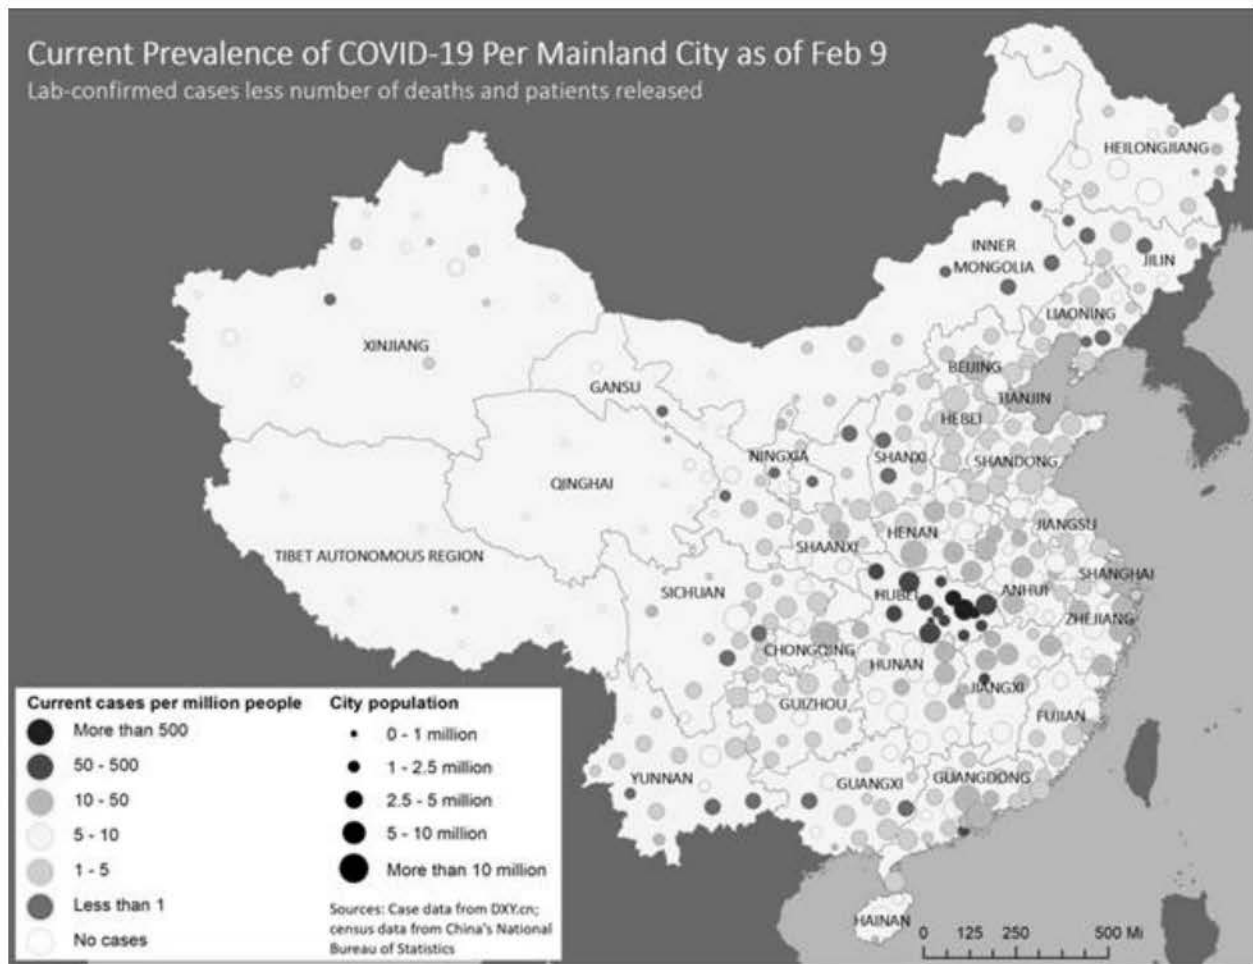 Current Prevalence of COVID-19 Per Mainland City as of Feb 9
Lab-confirmed cases less number of deaths and patients released
HEILONGJIANG
INNER
MONGOLIA
JILIN
LIAONING
XINJIANG
GANSU
BEIJING
TIANJIN
HEBEI
NINGXIA
SHANXI
SHANDONG
QINGHAI
HENAN
JIANGSU
SHAANXI
TIBET AUTONOMOUS REGION
SHANGHAI
SICHUAN
HUBEI
ANHUI
ZHEJIANG
CHONGQING
HUNAN
JIANGXI
GUIZHOU
FUJIAN
YUNNAN
GUANGXI
GUANGDONG
HAINAN
Current cases per million people
More than 500
50 - 500
10 - 50
5 - 10
1 - 5
Less than 1
No cases
City population
0 - 1 million
1 - 2.5 million
2.5 - 5 million
5 - 10 million
More than 10 million
Sources: Case data from DXY.cn;
census data from China's National
Bureau of Statistics
0 125 250 500 Mi